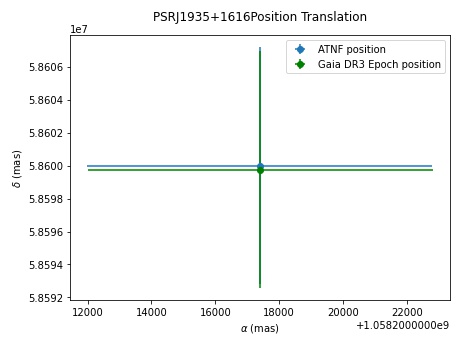 PSRJ1935+1616Position Translation
1e7
ATNF position
Gaia DR3 Epoch position
5.8606
5.8604
5.8602
5.8600
5.8598
5.8596
5.8594
5.8592
δ (mas)
12000 14000 16000 18000 20000 22000
α (mas)
+1.0582000000e9